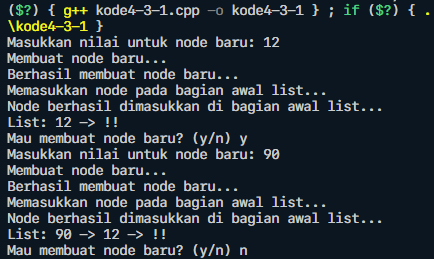 ($?) { g++ kode4-3-1.cpp -o kode4-3-1 } ; if ($?) { .
\kode4-3-1 }
Masukkan nilai untuk node baru: 12
Membuat node baru...
Berhasil membuat node baru...
Memasukkan node pada bagian awal list...
Node berhasil dimasukkan di bagian awal list...
List: 12 -> !!
Mau membuat node baru? (y/n) y
Masukkan nilai untuk node baru: 90
Membuat node baru...
Berhasil membuat node baru...
Memasukkan node pada bagian awal list...
Node berhasil dimasukkan di bagian awal list...
List: 90 -> 12 -> !!
Mau membuat node baru? (y/n) n